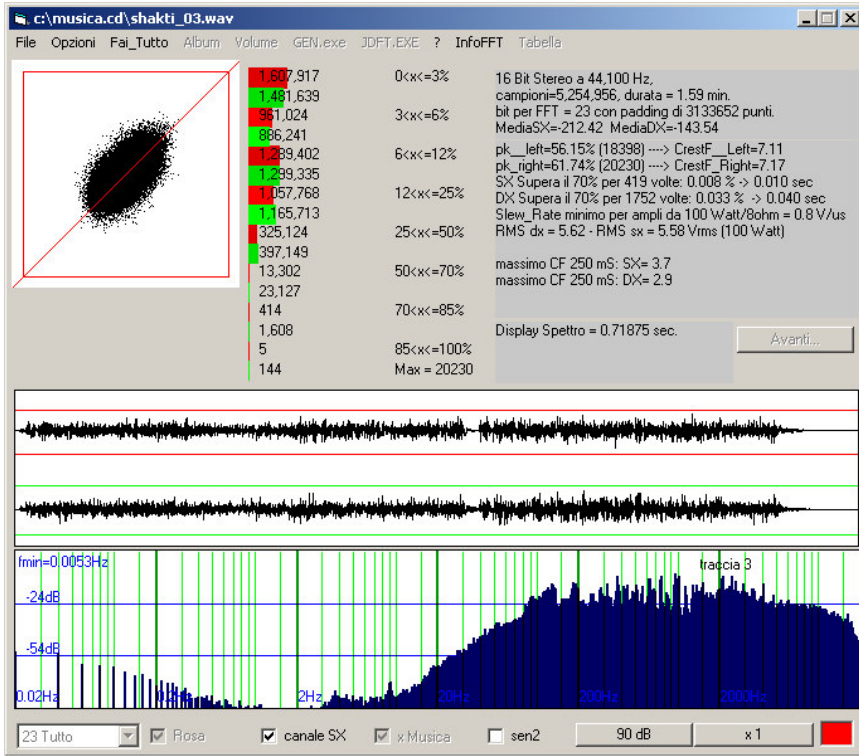 c:\musica.cd\shakti_03.wav
File Opzioni Fai_Tutto Album Volume GEN.exe JDFT.EXE ? InfoFFT Tabella
1,607,917 0<x<=3%
1,481,639
961,024 3<x<=6%
886,241
1,289,402 6<x<=12%
1,299,335
1,057,768 12<x<=25%
1,165,713
325,124 25<x<=50%
397,149
13,302 50<x<=70%
23,127
414 70<x<=85%
1,608
5 85<x<=100%
144 Max = 20230
16 Bit Stereo a 44,100 Hz,
campioni=5,254,956, durata = 1.59 min.
bit per FFT = 23 con padding di 3133652 punti.
MediaSX=-212.42 MediaDX=-143.54
pk__left=56.15% (18398) ----> CrestF__Left=7.11
pk_right=61.74% (20230) ----> CrestF_Right=7.17
SX Supera il 70% per 419 volte: 0.008 % -> 0.010 sec
DX Supera il 70% per 1752 volte: 0.033 % -> 0.040 sec
Slew_Rate minimo per ampli da 100 Watt/8ohm = 0.8 V/us
RMS dx = 5.62 - RMS sx = 5.58 Vrms (100 Watt)
massimo CF 250 mS: SX= 3.7
massimo CF 250 mS: DX= 2.9
Display Spettro = 0.71875 sec.
Avanti...
fmin=0.0053Hz traccia 3
-24dB
-54dB
0.02Hz 0.2Hz 2Hz 20Hz 200Hz 2000Hz
23 Tutto Rosa canale SX x Musica sen2 90 dB x 1